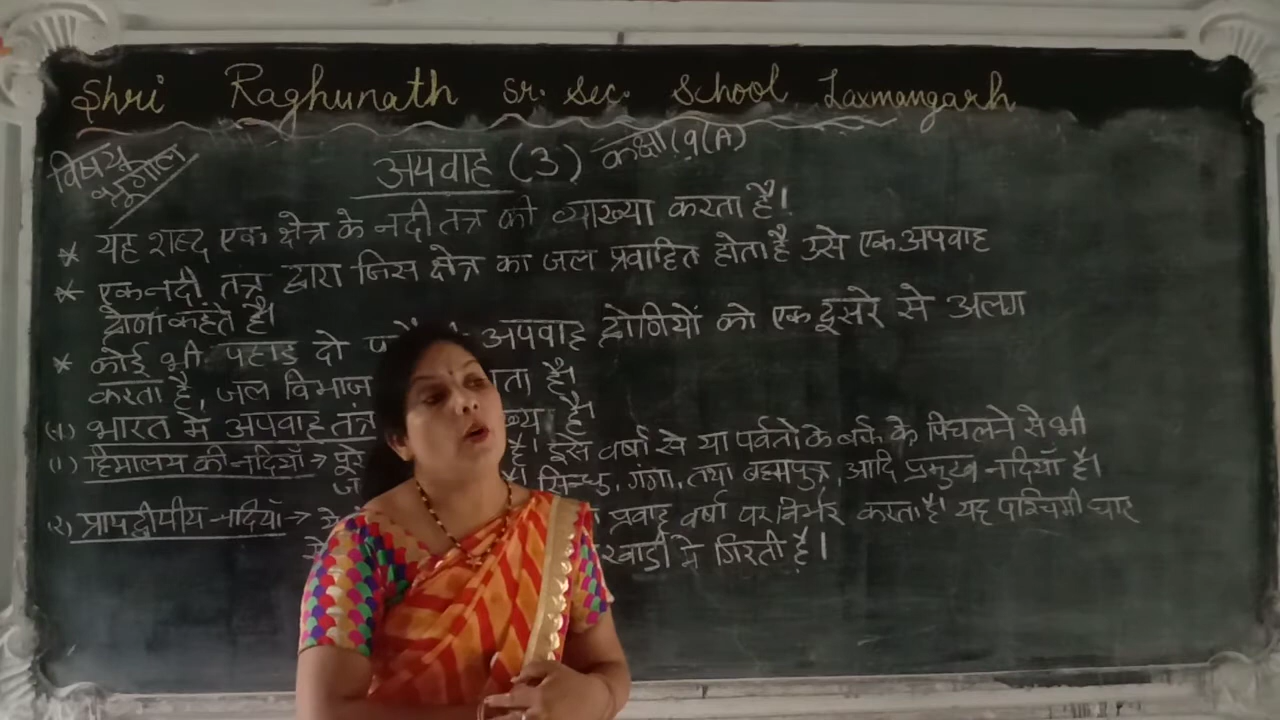 Shri Raghunath Sr. Sec. School Laxmangarh
विषय भूगोल
अपवाह (3) कक्षा (9(A)
* यह शब्द एक क्षेत्र के नदी तंत्र की व्याख्या करता है।
* एक नदी तंत्र द्वारा जिस क्षेत्र का जल प्रवाहित होता है उसे एक अपवाह
द्रोणी कहते है।
* कोई भी पहाड़ दो अपवाह द्रोणियों को एक दूसरे से अलग
करता है, जल विभाज ता है।
भारत में अपवाह तंत्र है।
(1) हिमालय की नदियाँ → पूरे है। इसे वर्षा से या पर्वतो के बर्फ के पिघलने से भी
ज है। सिन्धु, गंगा, तथा ब्रह्मपुत्र, आदि प्रमुख नदियाँ है।
(2) प्रायद्वीपीय नदियाँ → प्रवाह वर्षा पर निर्भर करता है। यह पश्चिमी घाट
से खाड़ी मे गिरती है।